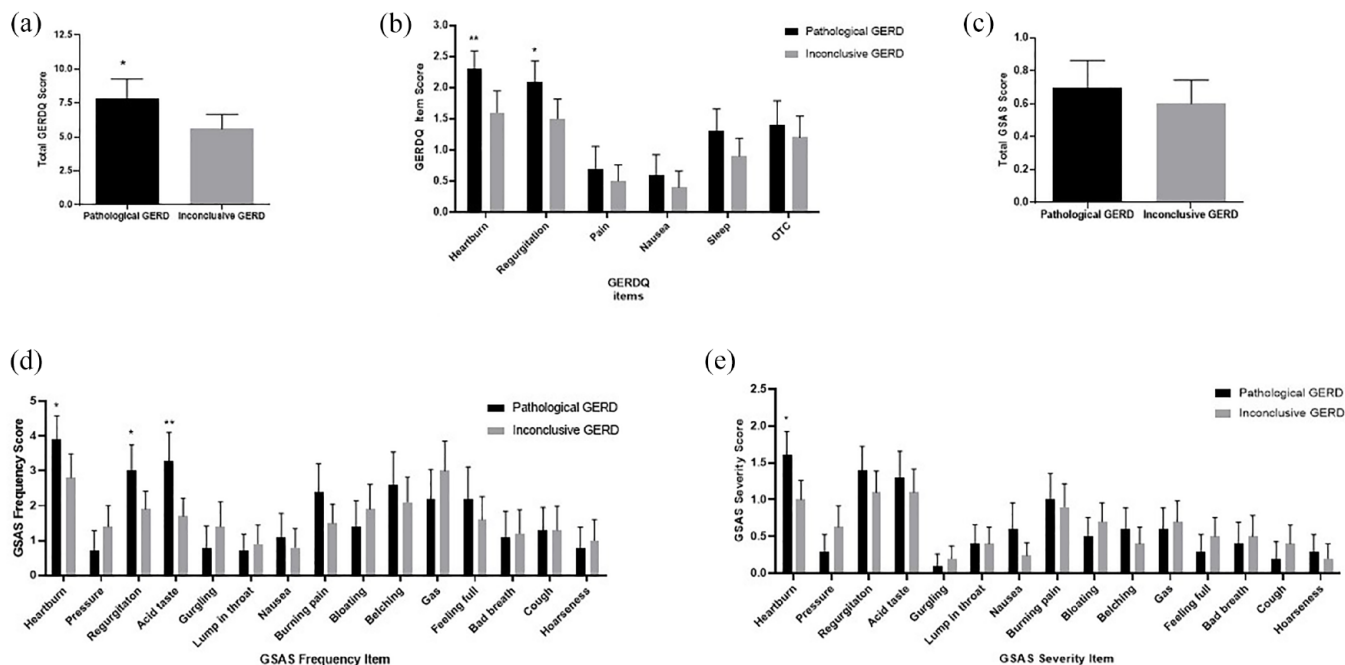 (a)
Total GERDQ Score
12.5
10.0
7.5
5.0
2.5
0.0
*
Pathological GERD
Inconclusive GERD
(b)
GERDQ Item Score
3.0
2.5
2.0
1.5
1.0
0.5
0.0
**
*
Pathological GERD
Inconclusive GERD
Heartburn
Regurgitation
Pain
Nausea
Sleep
OTC
GERDQ
items
(c)
Total GSAS Score
1.0
0.8
0.6
0.4
0.2
0.0
Pathological GERD
Inconclusive GERD
(d)
GSAS Frequency Score
5
4
3
2
1
0
*
*
**
Pathological GERD
Inconclusive GERD
Heartburn
Pressure
Regurgitaton
Acid taste
Gurgling
Lump in throat
Nausea
Burning pain
Bloating
Belching
Gas
Feeling full
Bad breath
Cough
Hoarseness
GSAS Frequency Item
(e)
GSAS Severity Score
2.5
2.0
1.5
1.0
0.5
0.0
*
Pathological GERD
Inconclusive GERD
Heartburn
Pressure
Regurgitaton
Acid taste
Gurgling
Lump in throat
Nausea
Burning pain
Bloating
Belching
Gas
Feeling full
Bad breath
Cough
Hoarseness
GSAS Severity Item